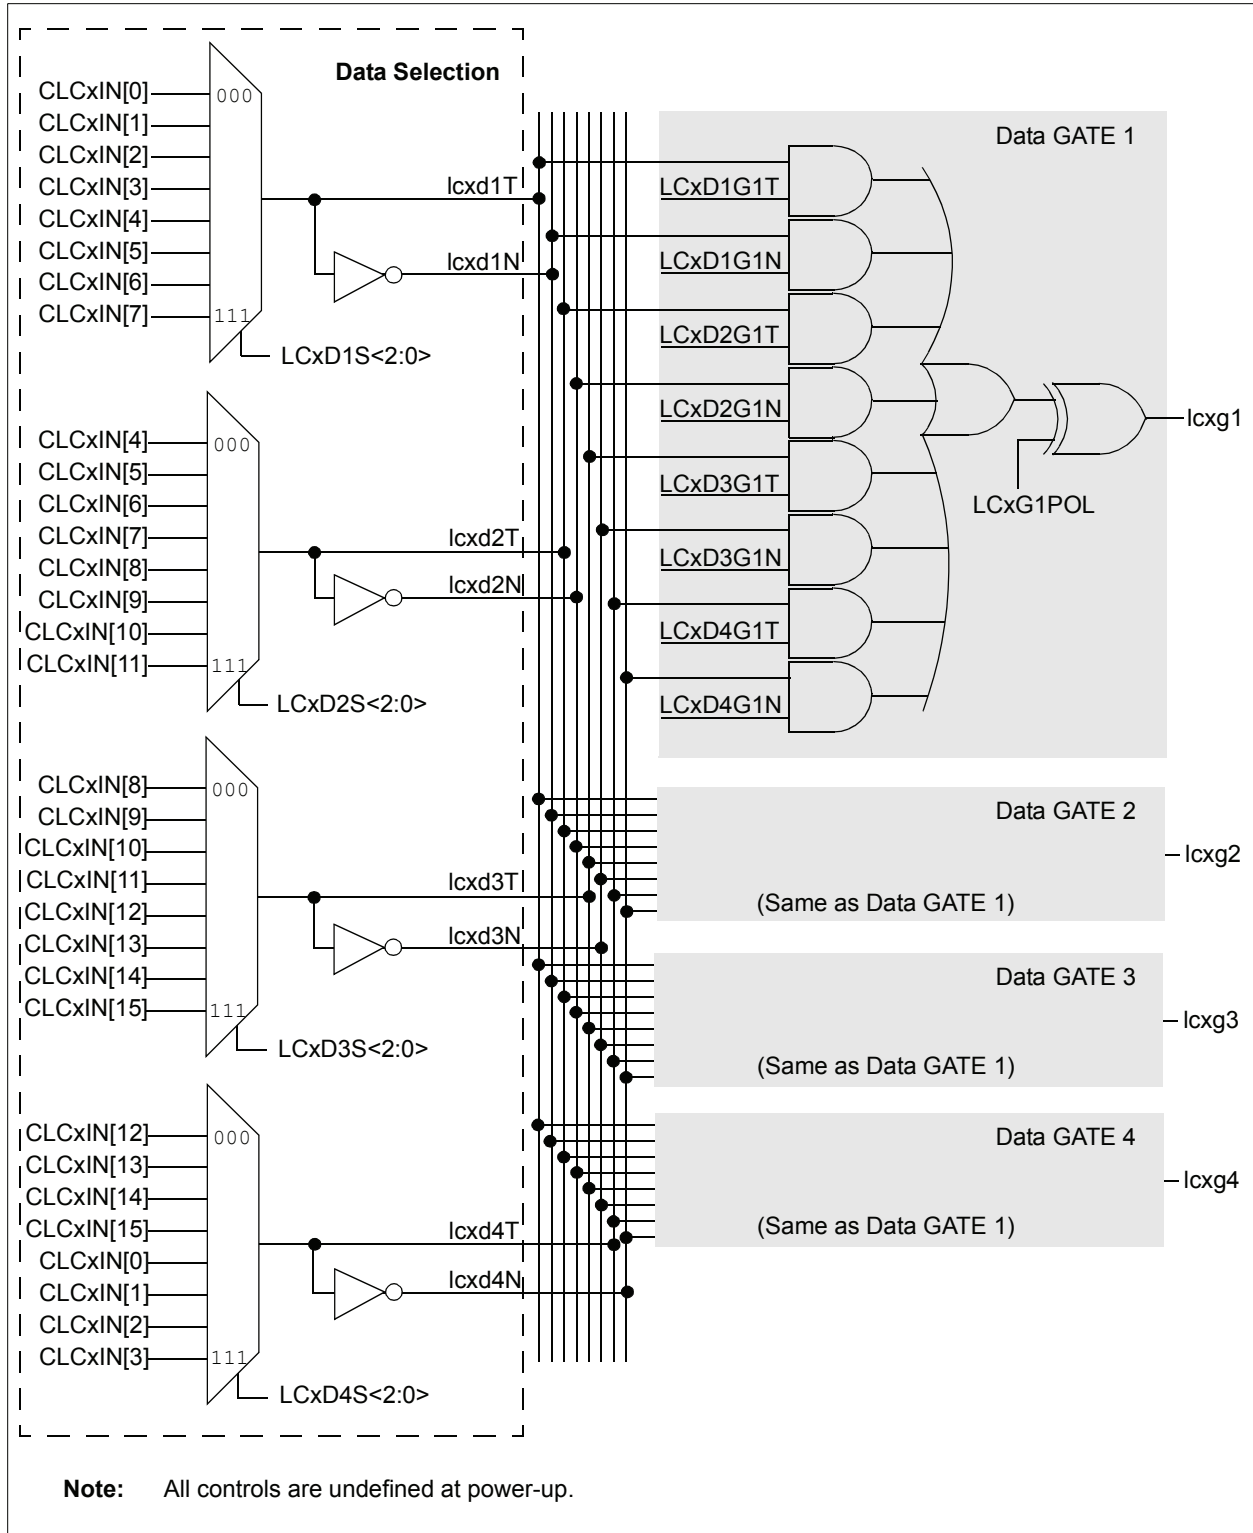 Data Selection
CLCxIN[0]
CLCxIN[1]
CLCxIN[2]
CLCxIN[3]
CLCxIN[4]
CLCxIN[5]
CLCxIN[6]
CLCxIN[7]
000
111
LCxD1S<2:0>
lcxd1T
lcxd1N
CLCxIN[4]
CLCxIN[5]
CLCxIN[6]
CLCxIN[7]
CLCxIN[8]
CLCxIN[9]
CLCxIN[10]
CLCxIN[11]
000
111
LCxD2S<2:0>
lcxd2T
lcxd2N
CLCxIN[8]
CLCxIN[9]
CLCxIN[10]
CLCxIN[11]
CLCxIN[12]
CLCxIN[13]
CLCxIN[14]
CLCxIN[15]
000
111
LCxD3S<2:0>
lcxd3T
lcxd3N
CLCxIN[12]
CLCxIN[13]
CLCxIN[14]
CLCxIN[15]
CLCxIN[0]
CLCxIN[1]
CLCxIN[2]
CLCxIN[3]
000
111
LCxD4S<2:0>
lcxd4T
lcxd4N
Data GATE 1
LCxD1G1T
LCxD1G1N
LCxD2G1T
LCxD2G1N
LCxD3G1T
LCxD3G1N
LCxD4G1T
LCxD4G1N
LCxG1POL
lcxg1
Data GATE 2
(Same as Data GATE 1)
lcxg2
Data GATE 3
(Same as Data GATE 1)
lcxg3
Data GATE 4
(Same as Data GATE 1)
lcxg4
Note: All controls are undefined at power-up.